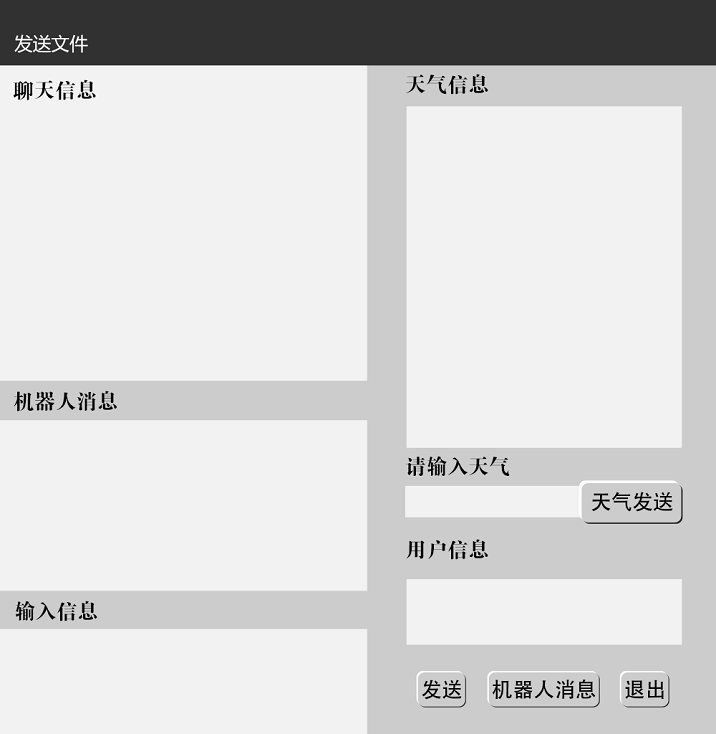 发送文件
聊天信息
机器人消息
输入信息
天气信息
请输入天气
天气发送
用户信息
发送
机器人消息
退出